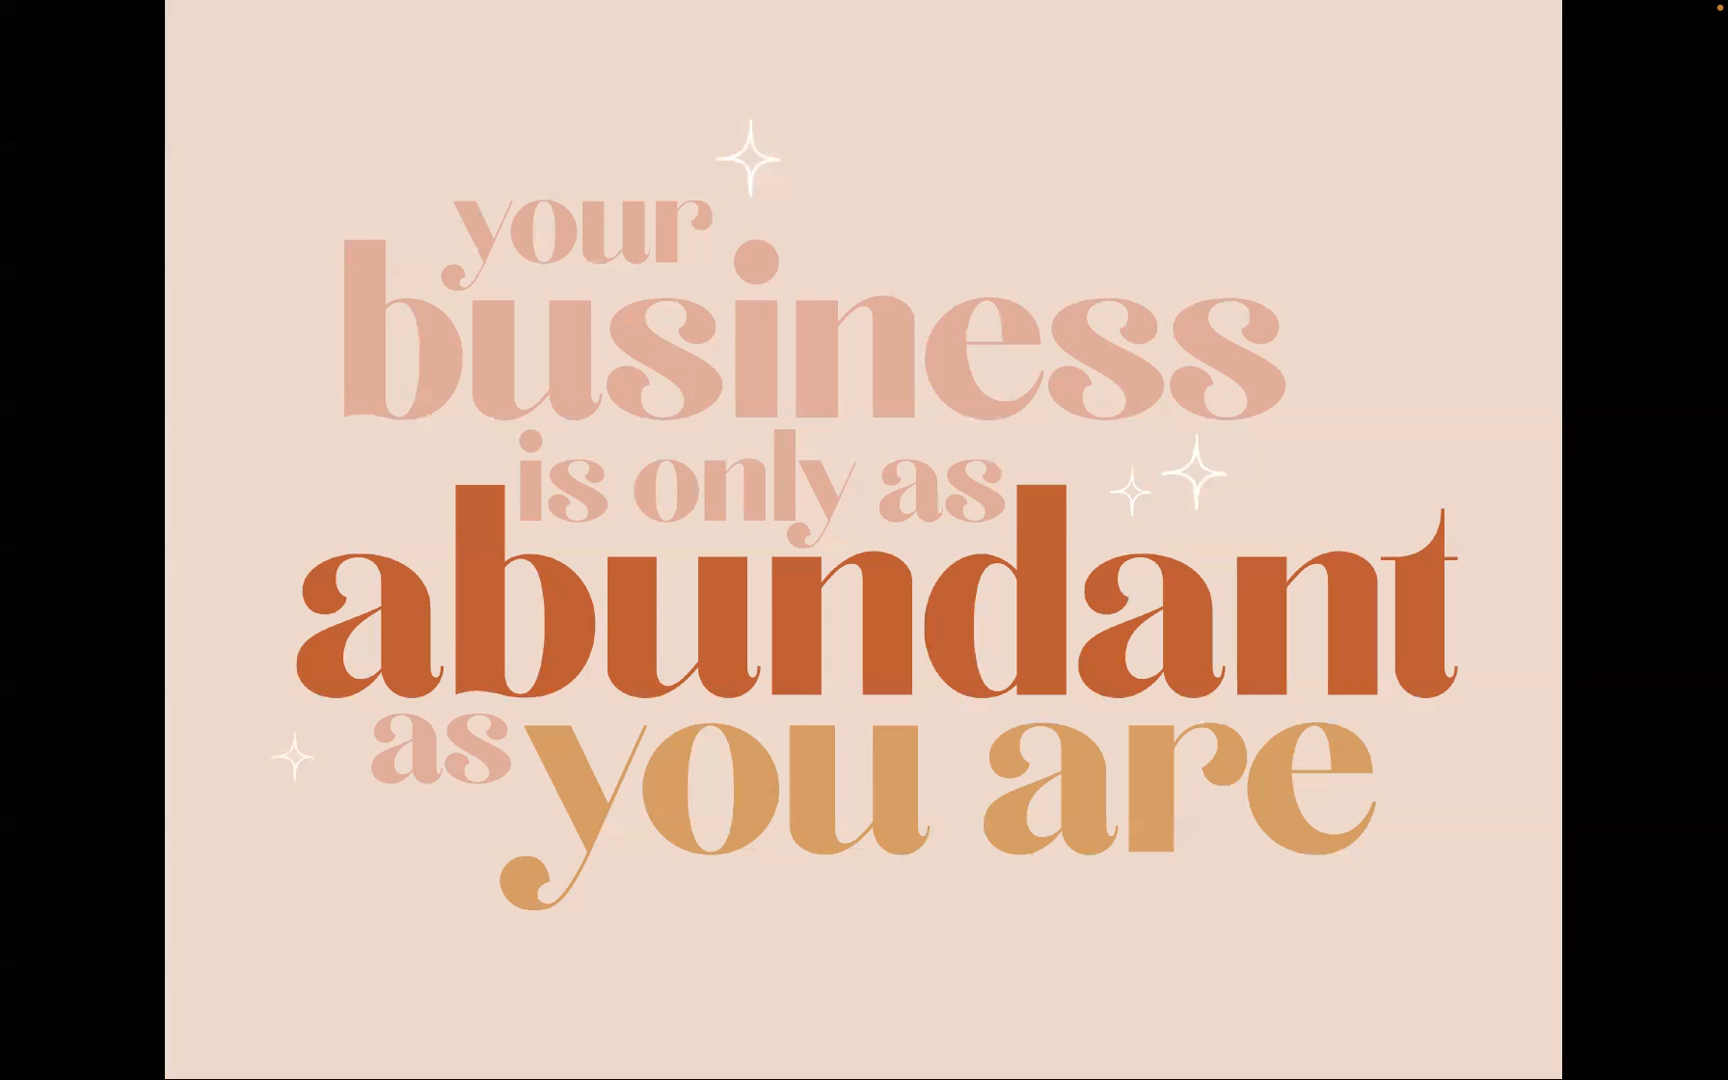 your
business
is only as
abundant
as you are